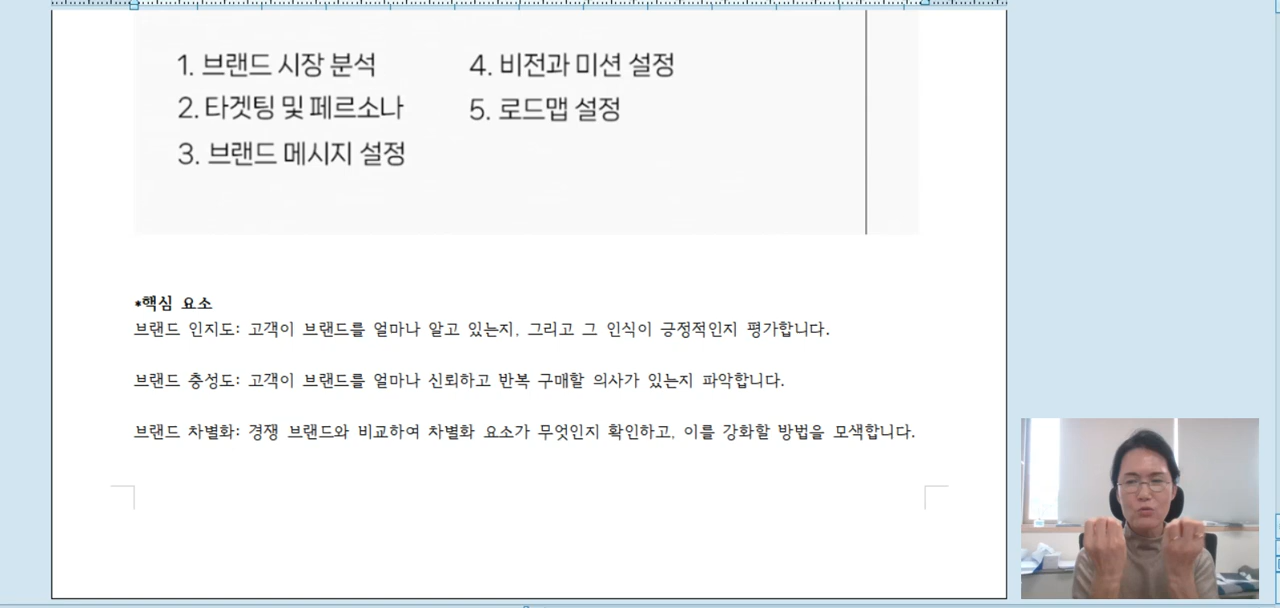 1. 브랜드 시장 분석
2. 타겟팅 및 페르소나
3. 브랜드 메시지 설정
4. 비전과 미션 설정
5. 로드맵 설정
*핵심 요소
브랜드 인지도: 고객이 브랜드를 얼마나 알고 있는지, 그리고 그 인식이 긍정적인지 평가합니다.
브랜드 충성도: 고객이 브랜드를 얼마나 신뢰하고 반복 구매할 의사가 있는지 파악합니다.
브랜드 차별화: 경쟁 브랜드와 비교하여 차별화 요소가 무엇인지 확인하고, 이를 강화할 방법을 모색합니다.